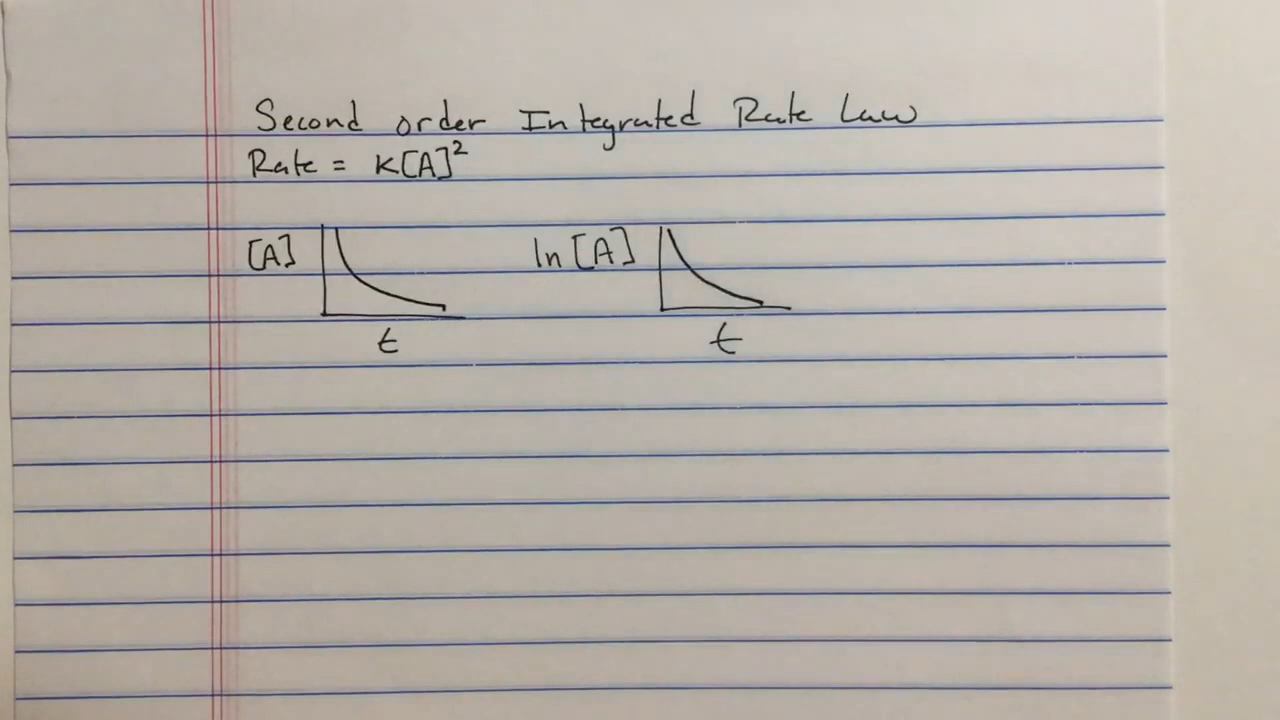 Second order Integrated Rate Law
Rate = K[A]²
[A]
t
ln [A]
t